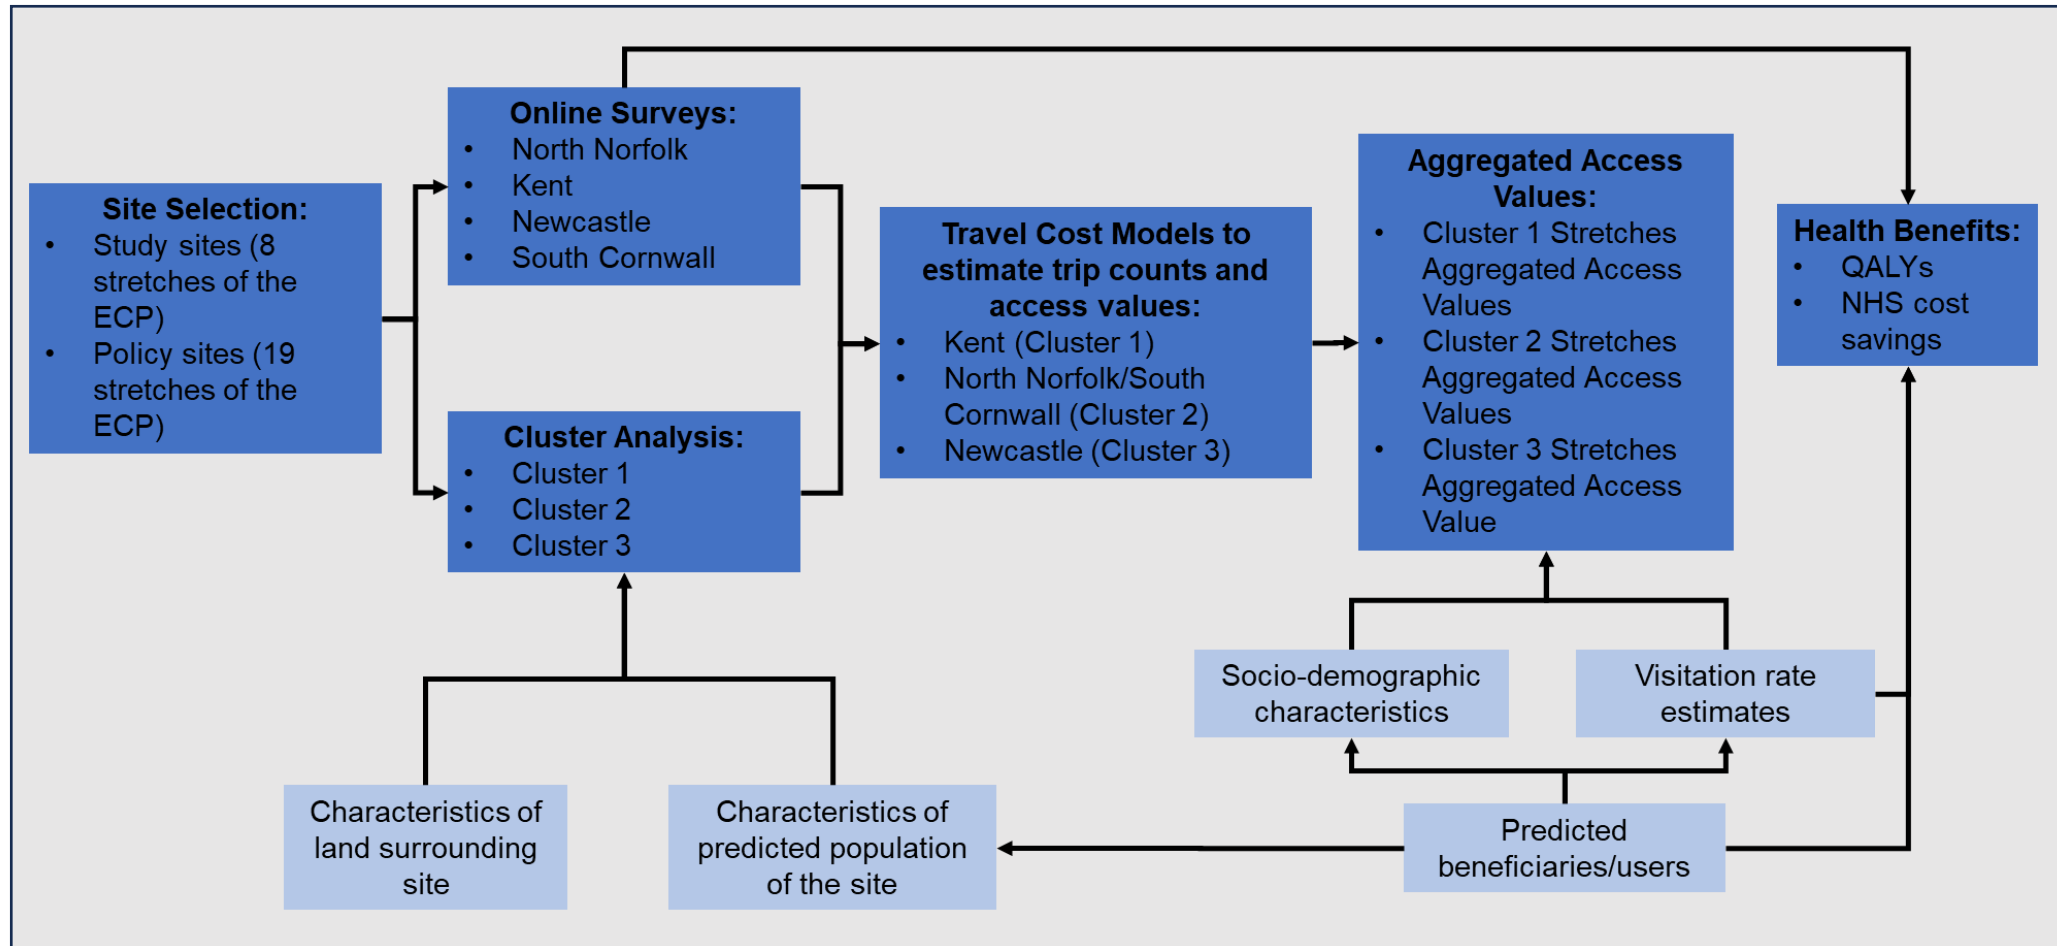 Site Selection:
• Study sites (8
stretches of the
ECP)
• Policy sites (19
stretches of the
ECP)
Online Surveys:
• North Norfolk
• Kent
• Newcastle
• South Cornwall
Cluster Analysis:
• Cluster 1
• Cluster 2
• Cluster 3
Travel Cost Models to
estimate trip counts and
access values:
• Kent (Cluster 1)
• North Norfolk/South
Cornwall (Cluster 2)
• Newcastle (Cluster 3)
Aggregated Access
Values:
• Cluster 1 Stretches
Aggregated Access
Values
• Cluster 2 Stretches
Aggregated Access
Values
• Cluster 3 Stretches
Aggregated Access
Value
Health Benefits:
• QALYs
• NHS cost
savings
Socio-demographic
characteristics
Visitation rate
estimates
Characteristics of
land surrounding
site
Characteristics of
predicted population
of the site
Predicted
beneficiaries/users